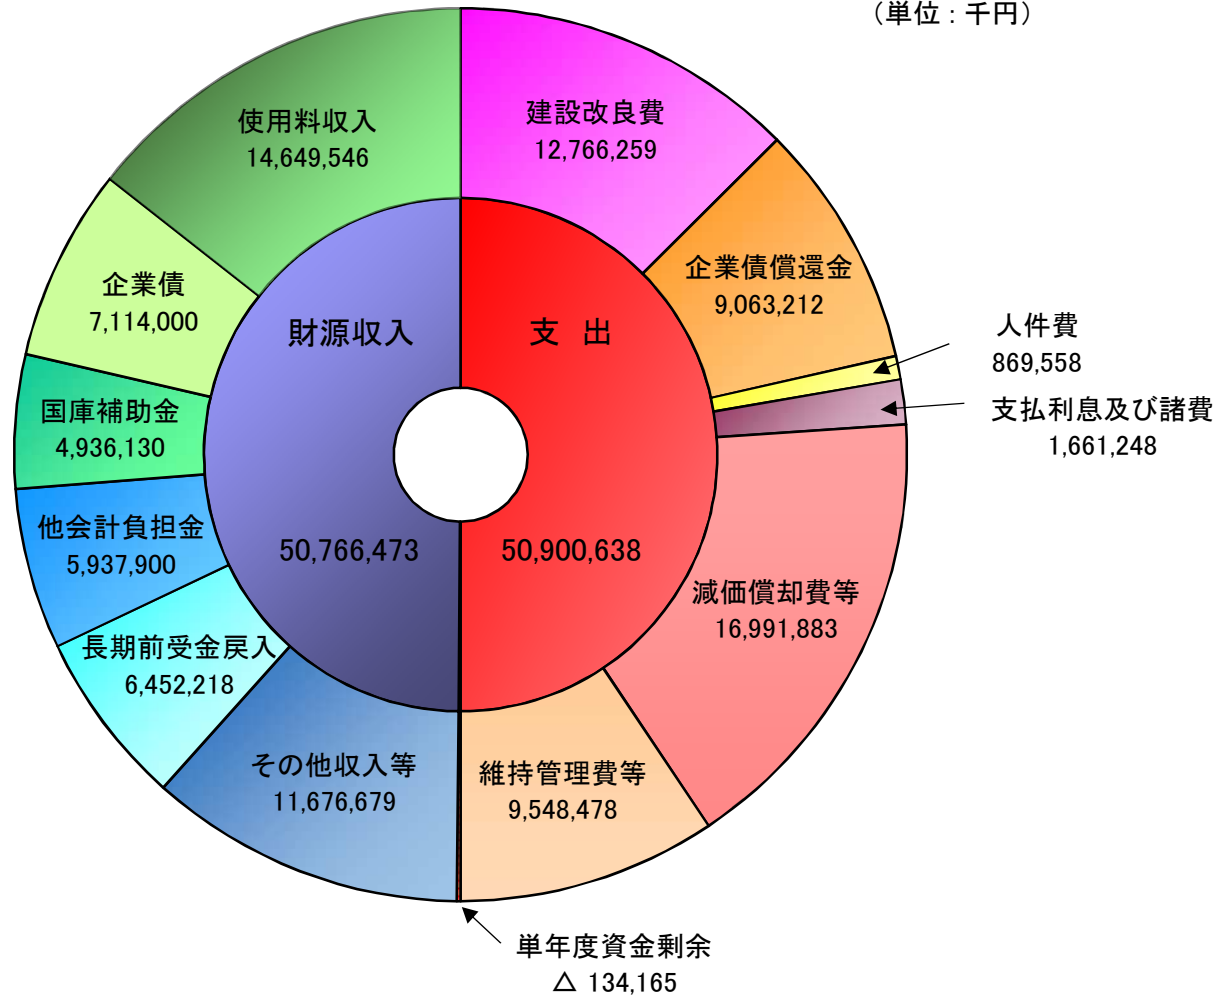 （単位：千円）
使用料収入
14,649,546
建設改良費
12,766,259
企業債
7,114,000
企業債償還金
9,063,212
財源収入
支 出
人件費
869,558
国庫補助金
4,936,130
支払利息及び諸費
1,661,248
他会計負担金
5,937,900
50,766,473
50,900,638
減価償却費等
16,991,883
長期前受金戻入
6,452,218
その他収入等
11,676,679
維持管理費等
9,548,478
単年度資金剰余
△ 134,165